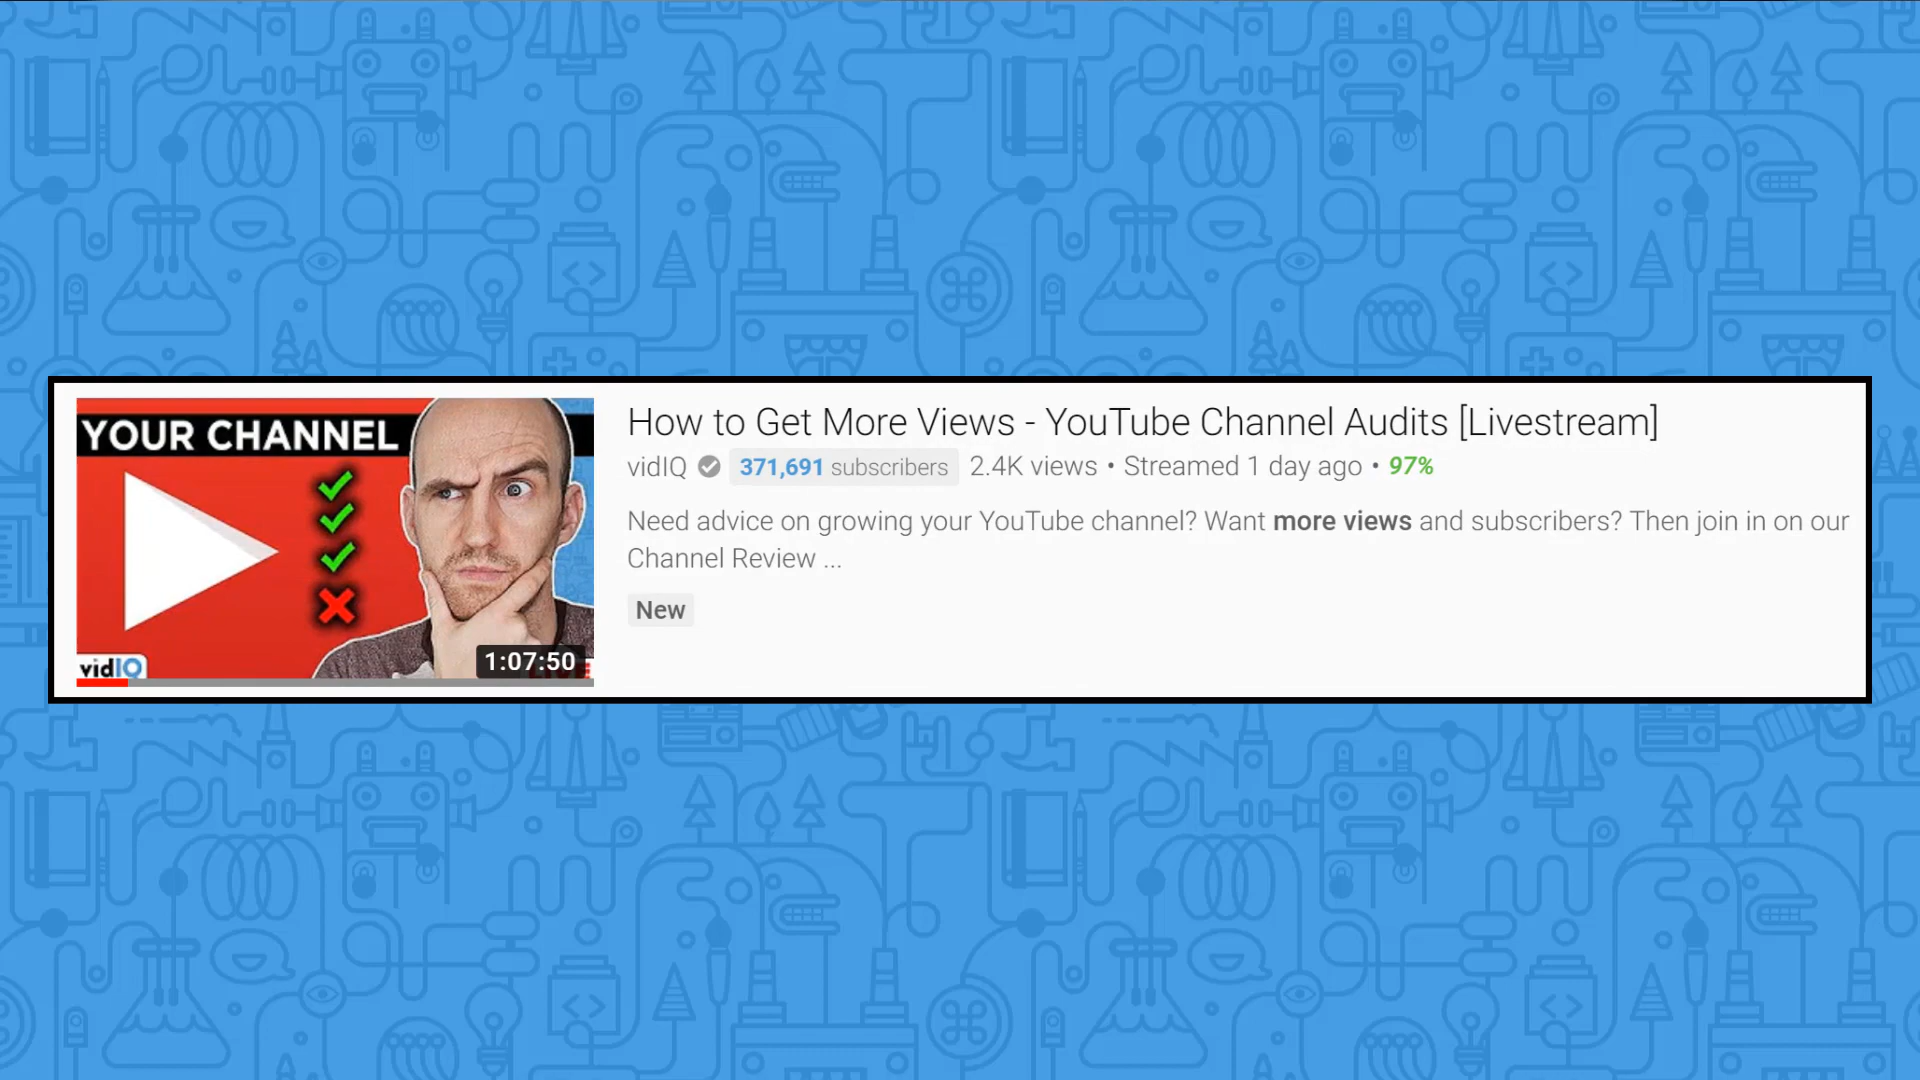 YOUR CHANNEL
vidIQ
1:07:50
How to Get More Views - YouTube Channel Audits [Livestream]
vidIQ 371,691 subscribers 2.4K views • Streamed 1 day ago • 97%
Need advice on growing your YouTube channel? Want more views and subscribers? Then join in on our
Channel Review ...
New